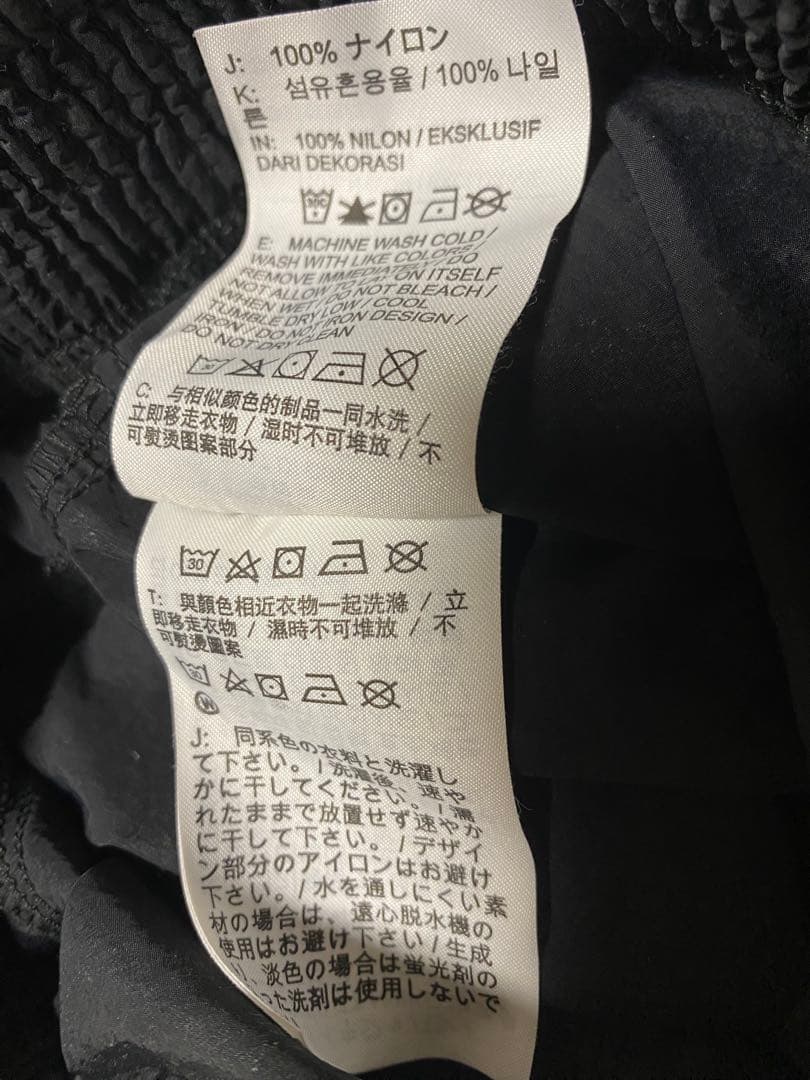 J: 100% ナイロン
K: 섬유혼용율 / 100% 나일
론
IN: 100% NILON / EKSKLUSIF
DARI DEKORASI
30C
E: MACHINE WASH COLD /
WASH WITH LIKE COLORS /
REMOVE IMMEDIATELY / DO
NOT ALLOW TO ON ITSELF
WHEN WET / DO NOT BLEACH /
TUMBLE DRY LOW / COOL
IRON / DO NOT IRON DESIGN /
DO NOT DRY CLEAN
30
C: 与相似颜色的制品一同水洗 /
立即移走衣物 / 湿时不可堆放 / 不
可熨烫图案部分
30
T: 與顏色相近衣物一起洗滌 / 立
即移走衣物 / 濕時不可堆放 / 不
可熨燙圖案
30
W
J: 同系色の衣料と洗濯し
て下さい。/ 洗濯後、速や
かに干してください。/ 濡
れたままで放置せず速やか
に干して下さい。/ デザイ
ン部分のアイロンはお避け
下さい。/ 水を通しにくい素
材の場合は、遠心脱水機の
使用はお避け下さい / 生成
り、淡色の場合は蛍光剤の
った洗剤は使用しないで